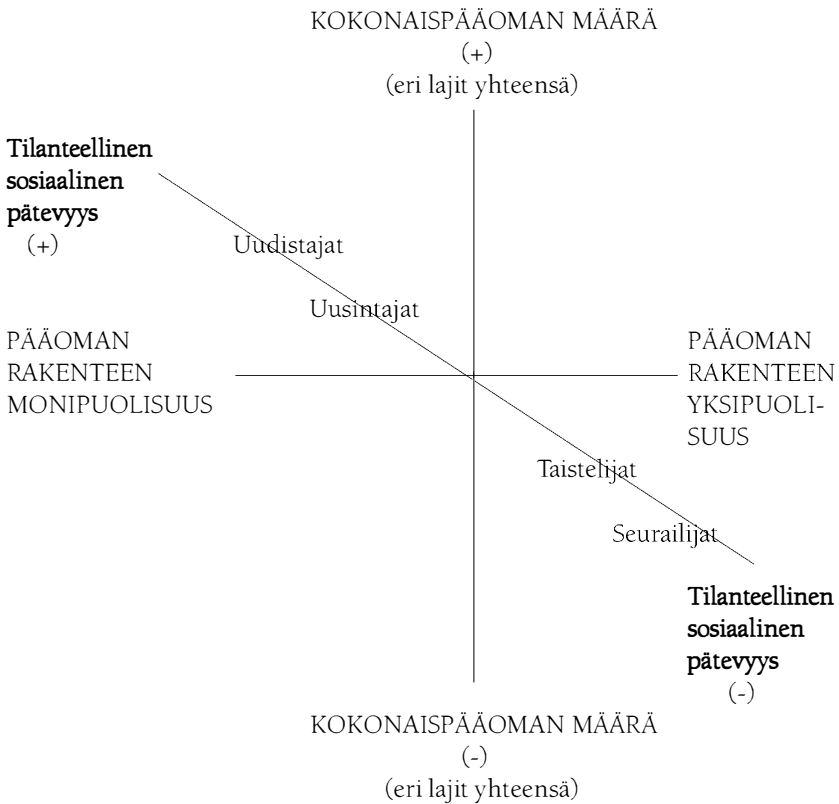 KOKONAISPÄÄOMAN MÄÄRÄ
(+)
(eri lajit yhteensä)
Tilanteellinen
sosiaalinen
pätevyys
(+)
Uudistajat
Uusintajat
PÄÄOMAN
RAKENTEEN
MONIPUOLISUUS
PÄÄOMAN
RAKENTEEN
YKSIPUOLI-
SUUS
Taistelijat
Seurailijat
Tilanteellinen
sosiaalinen
pätevyys
(-)
KOKONAISPÄÄOMAN MÄÄRÄ
(-)
(eri lajit yhteensä)